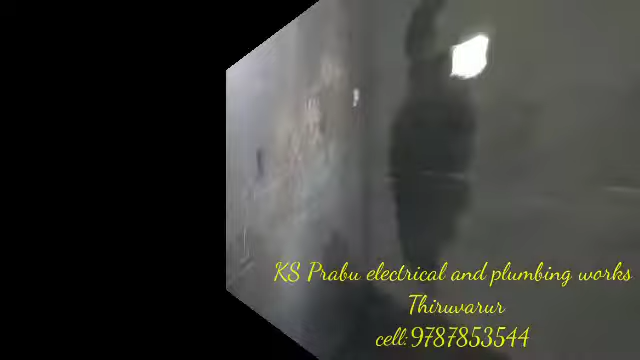 KS Prabu electrical and plumbing works
Thiruvarur
cell:9787853544